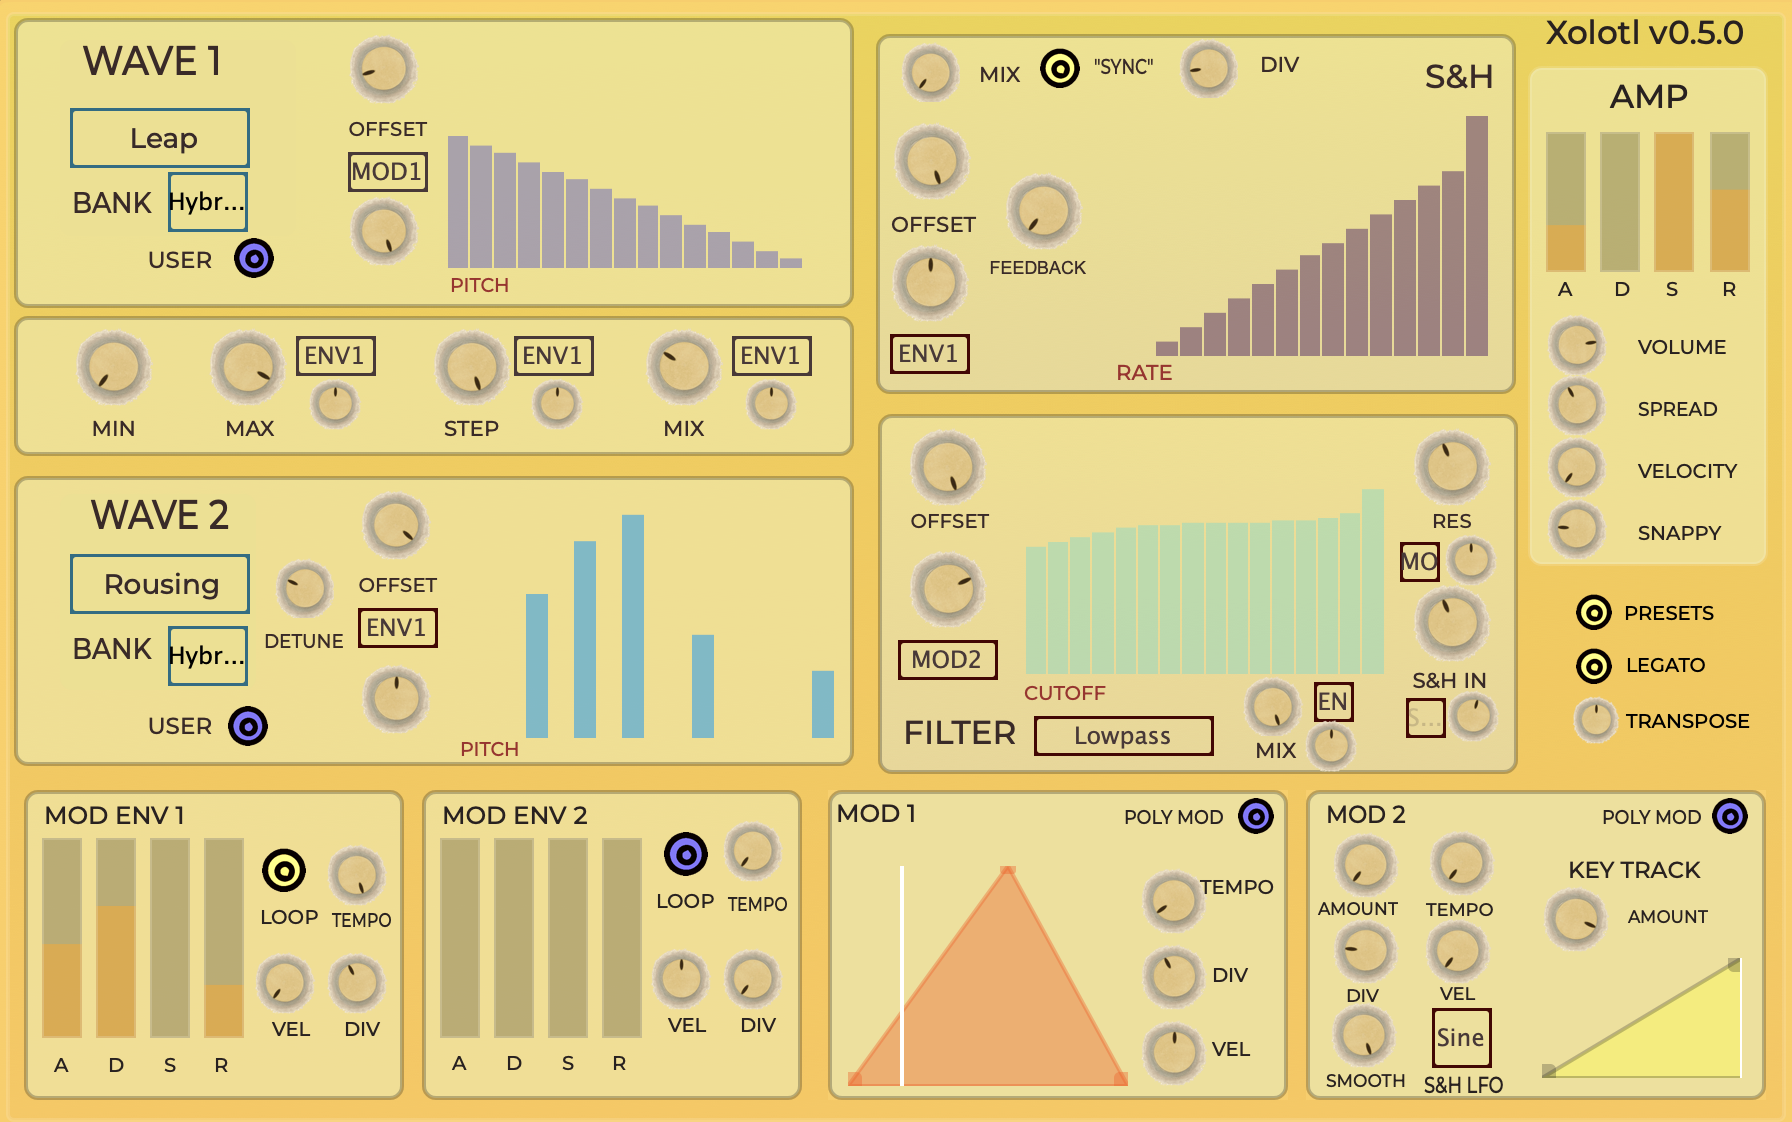 WAVE 1
Leap
BANK
Hybr...
USER
OFFSET
MOD1
PITCH
MIN
MAX
ENV1
STEP
ENV1
MIX
ENV1
WAVE 2
Rousing
BANK
Hybr...
USER
DETUNE
OFFSET
ENV1
PITCH
MIX
"SYNC"
DIV
S&H
OFFSET
FEEDBACK
ENV1
RATE
OFFSET
MOD2
CUTOFF
FILTER
Lowpass
MIX
EN
RES
MO
S&H IN
S...
Xolotl v0.5.0
AMP
A D S R
VOLUME
SPREAD
VELOCITY
SNAPPY
PRESETS
LEGATO
TRANSPOSE
MOD ENV 1
LOOP
TEMPO
VEL
DIV
A D S R
MOD ENV 2
LOOP
TEMPO
VEL
DIV
A D S R
MOD 1
POLY MOD
TEMPO
DIV
VEL
MOD 2
POLY MOD
AMOUNT
TEMPO
DIV
VEL
SMOOTH
Sine
S&H LFO
KEY TRACK
AMOUNT